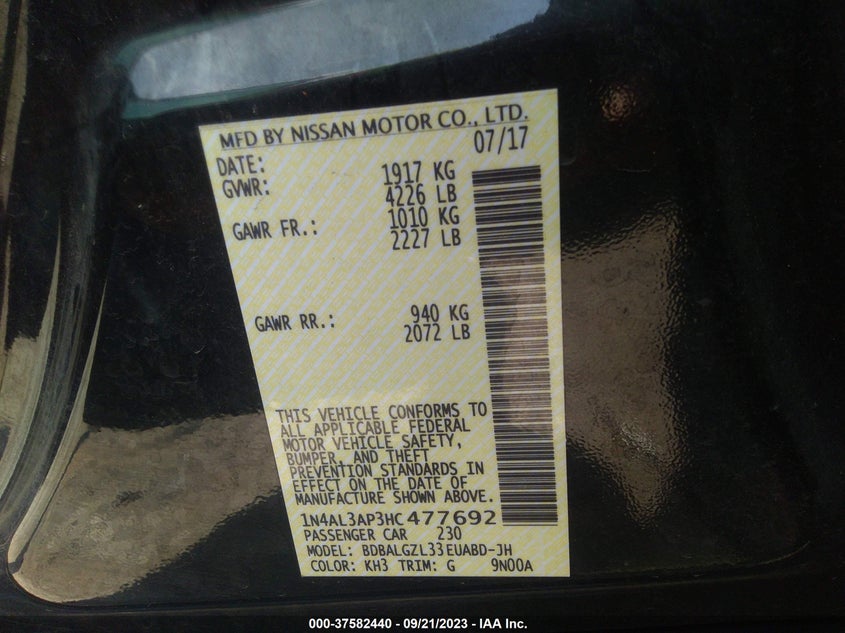 MFD BY NISSAN MOTOR CO., LTD.
DATE: 07/17
GVWR: 1917 KG
4226 LB
GAWR FR.: 1010 KG
2227 LB
GAWR RR.: 940 KG
2072 LB
THIS VEHICLE CONFORMS TO
ALL APPLICABLE FEDERAL
MOTOR VEHICLE SAFETY,
BUMPER, AND THEFT
PREVENTION STANDARDS IN
EFFECT ON THE DATE OF
MANUFACTURE SHOWN ABOVE.
1N4AL3AP3HC477692
PASSENGER CAR 230
MODEL: BDBALGZL33EUABD-JH
COLOR: KH3 TRIM: G 9N00A
000-37582440 - 09/21/2023 - IAA Inc.